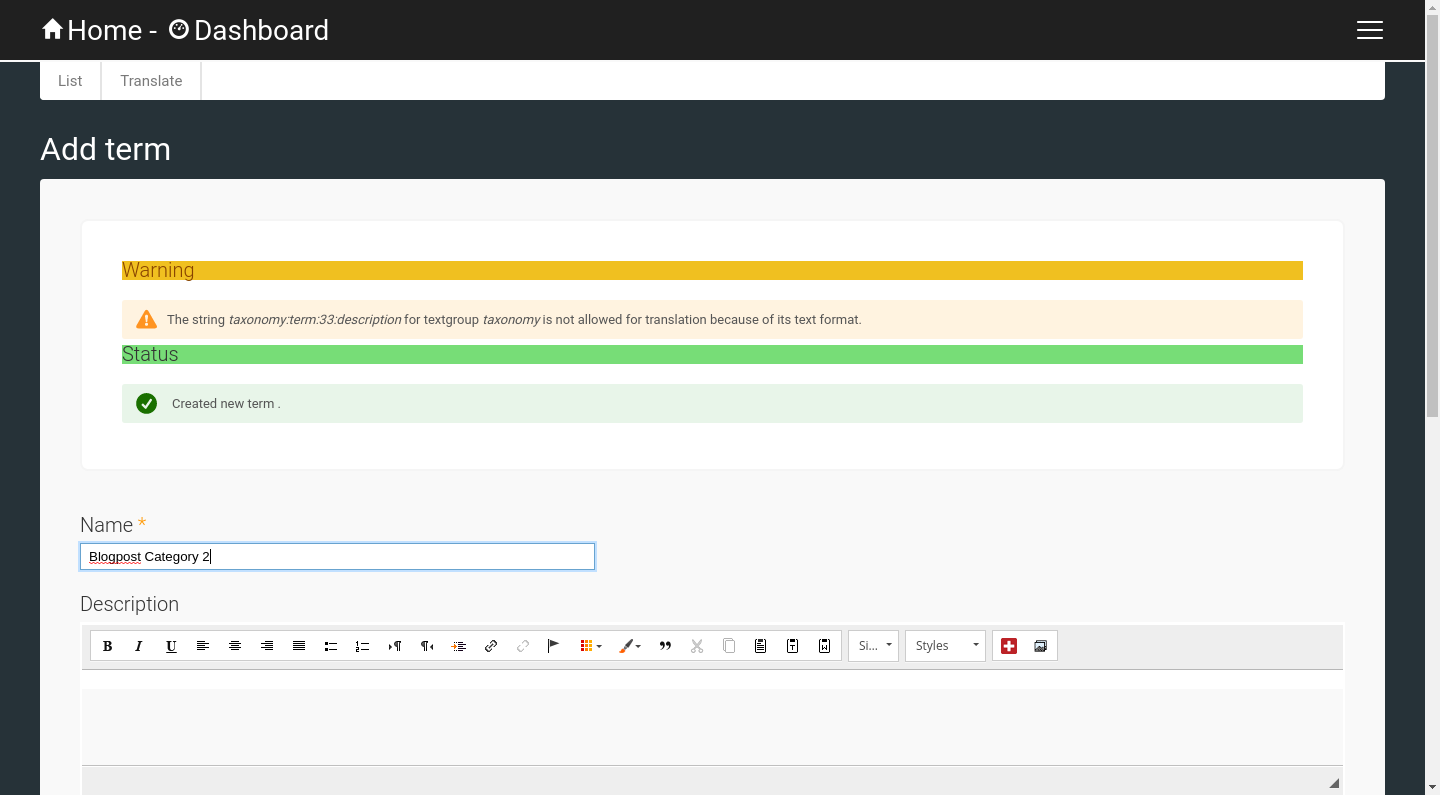 Home - Dashboard
List Translate
Add term
Warning
The string taxonomy:term:33:description for textgroup taxonomy is not allowed for translation because of its text format.
Status
Created new term .
Name *
Blogpost Category 2
Description
B I U Si... Styles